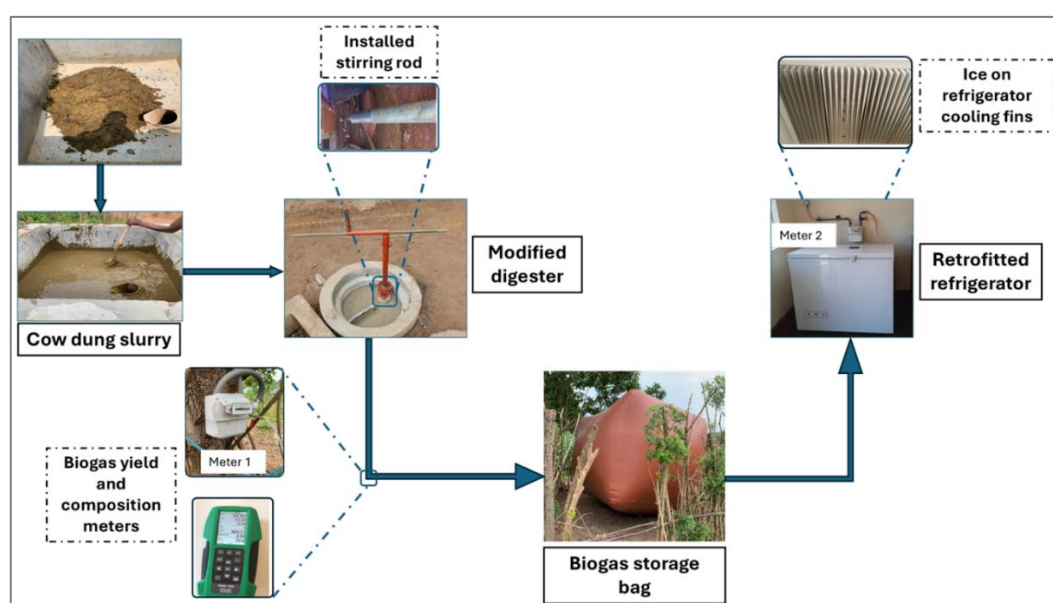 Installed
stirring rod
Ice on
refrigerator
cooling fins
Meter 2
Modified
digester
Retrofitted
refrigerator
Cow dung slurry
Meter 1
Biogas yield
and
composition
meters
Biogas storage
bag